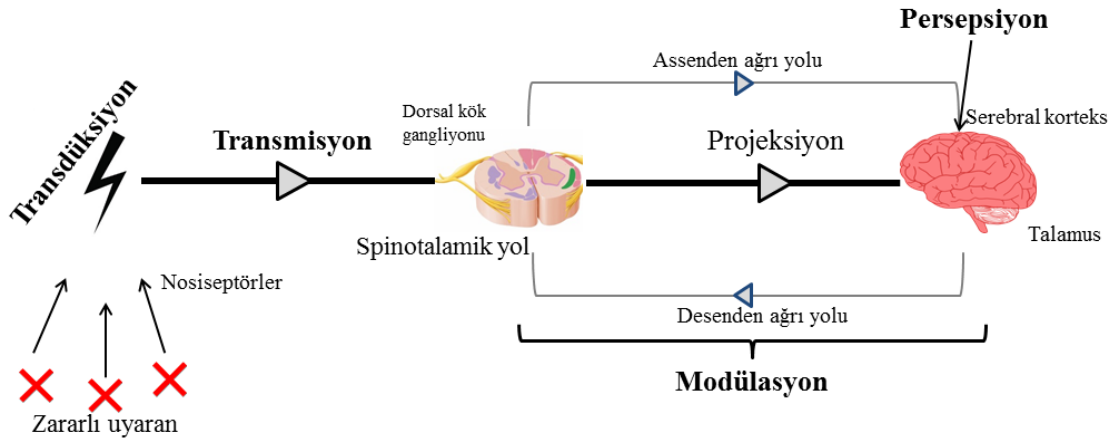 Persepsiyon
Assenden ağrı yolu
Transdüksiyon
Dorsal kök
gangliyonu
Serebral korteks
Transmisyon
Projeksiyon
Spinotalamik yol
Talamus
Nosiseptörler
Desenden ağrı yolu
Modülasyon
Zararlı uyaran